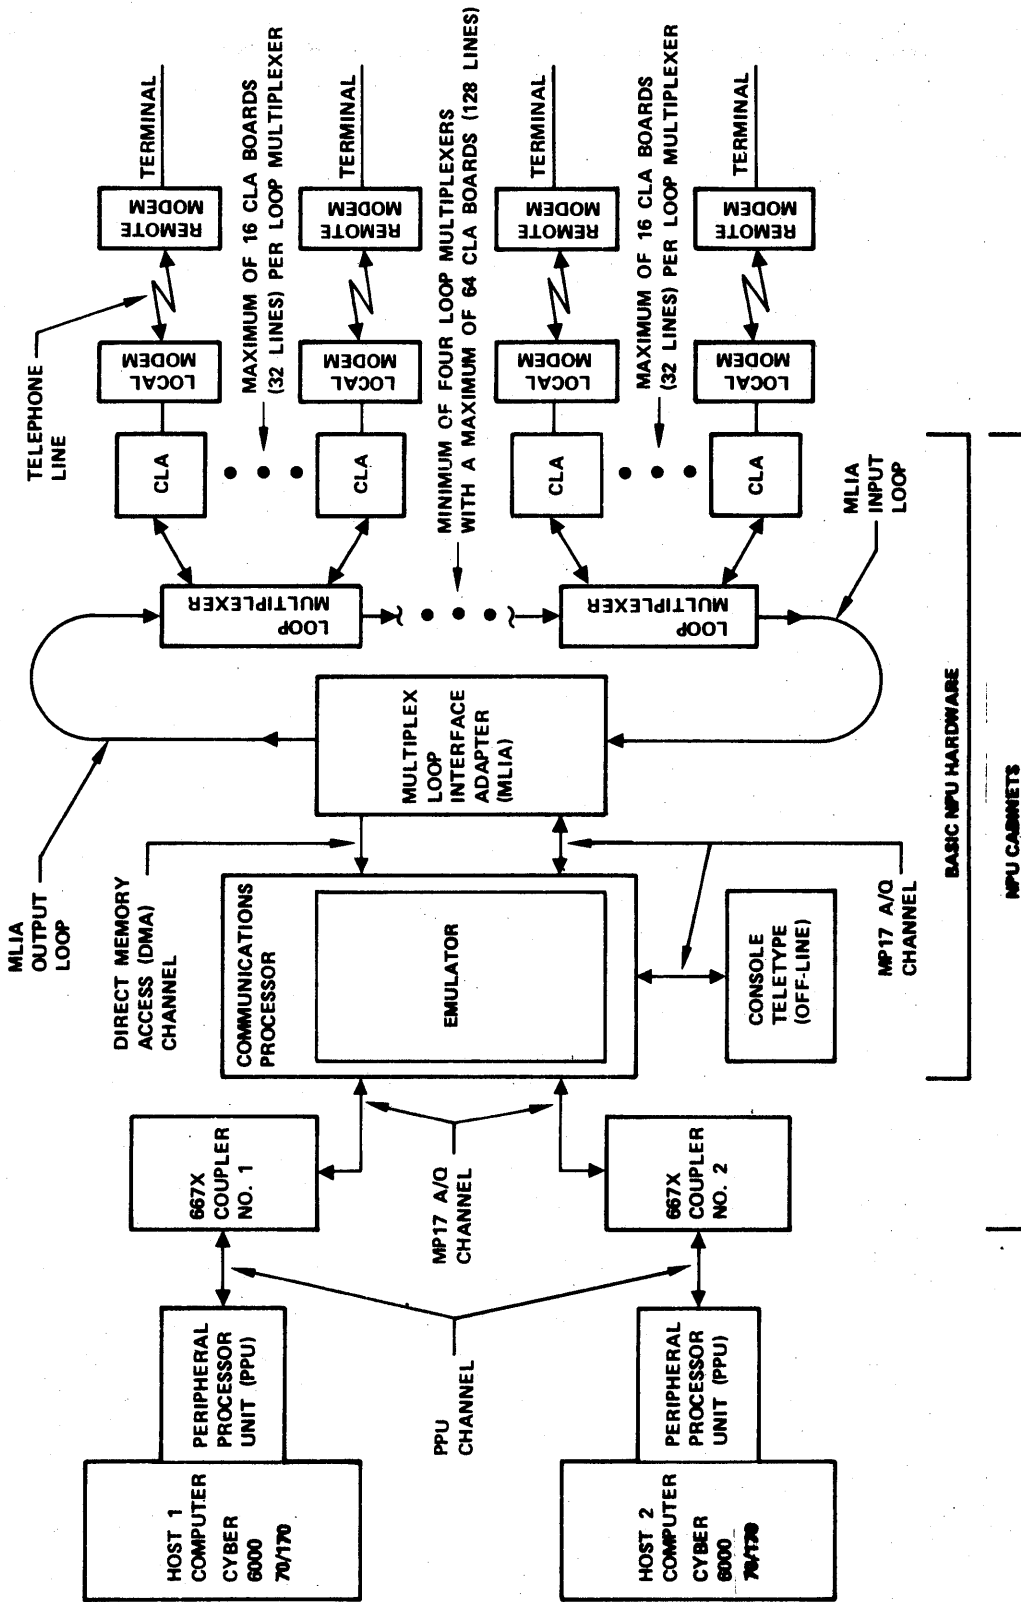 HOST 1
COMPUTER
CYBER
6000
70/170
PERIPHERAL
PROCESSOR
UNIT (PPU)
667X
COUPLER
NO. 1
PPU
CHANNEL
MP17 A/Q
CHANNEL
HOST 2
COMPUTER
CYBER
6000
70/170
PERIPHERAL
PROCESSOR
UNIT (PPU)
667X
COUPLER
NO. 2
COMMUNICATIONS
PROCESSOR
EMULATOR
CONSOLE
TELETYPE
(OFF-LINE)
DIRECT MEMORY
ACCESS (DMA)
CHANNEL
MP17 A/Q
CHANNEL
MLIA
OUTPUT
LOOP
MULTIPLEX
LOOP
INTERFACE
ADAPTER
(MLIA)
MLIA
INPUT
LOOP
LOOP
MULTIPLEXER
LOOP
MULTIPLEXER
MINIMUM OF FOUR LOOP MULTIPLEXERS
WITH A MAXIMUM OF 64 CLA BOARDS (128 LINES)
TELEPHONE
LINE
CLA
LOCAL
MODEM
REMOTE
MODEM
TERMINAL
MAXIMUM OF 16 CLA BOARDS
(32 LINES) PER LOOP MULTIPLEXER
CLA
LOCAL
MODEM
REMOTE
MODEM
TERMINAL
CLA
LOCAL
MODEM
REMOTE
MODEM
TERMINAL
MAXIMUM OF 16 CLA BOARDS
(32 LINES) PER LOOP MULTIPLEXER
CLA
LOCAL
MODEM
REMOTE
MODEM
TERMINAL
BASIC NPU HARDWARE
NPU CABINETS